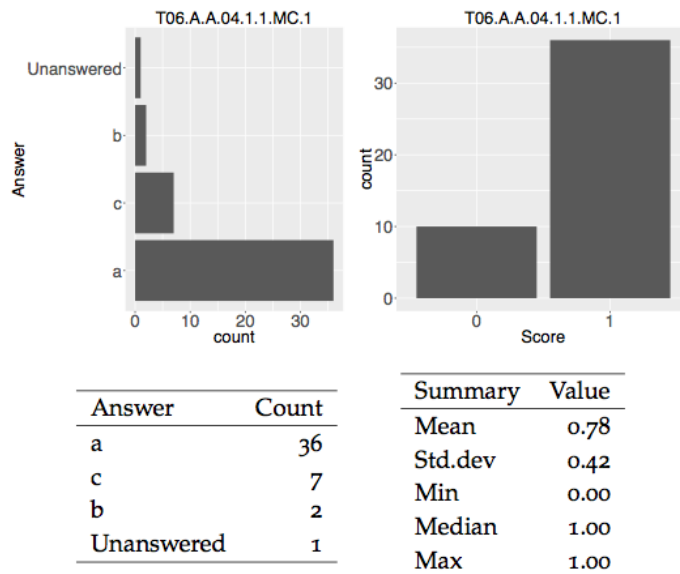 T06.A.A.04.1.1.MC.1
Unanswered
b
c
a
Answer
0 10 20 30
count
T06.A.A.04.1.1.MC.1
30
20
10
0
count
0 1
Score
Answer Count
a 36
c 7
b 2
Unanswered 1
Summary Value
Mean 0.78
Std.dev 0.42
Min 0.00
Median 1.00
Max 1.00